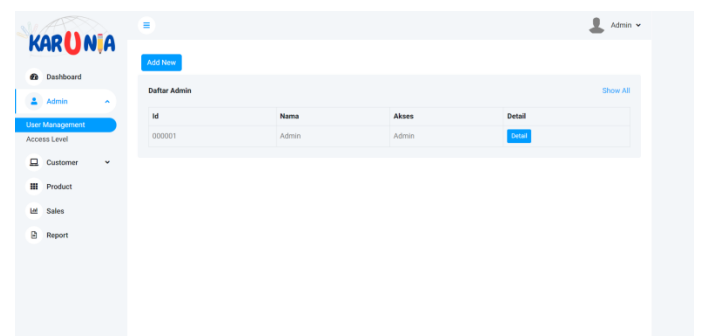 KARUNIA
Admin
Add New
Dashboard
Daftar Admin
Show All
Admin
Id Nama Akses Detail
User Management
000001 Admin Admin Detail
Access Level
Customer
Product
Sales
Report